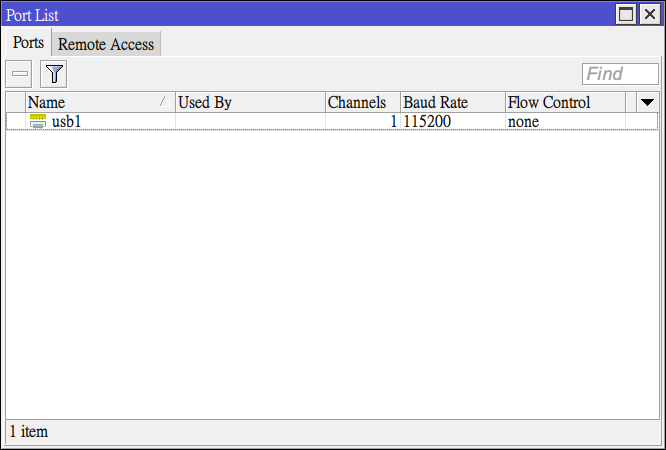 Port List
Ports Remote Access
Find
Name Used By Channels Baud Rate Flow Control
usb1 1 115200 none
1 item